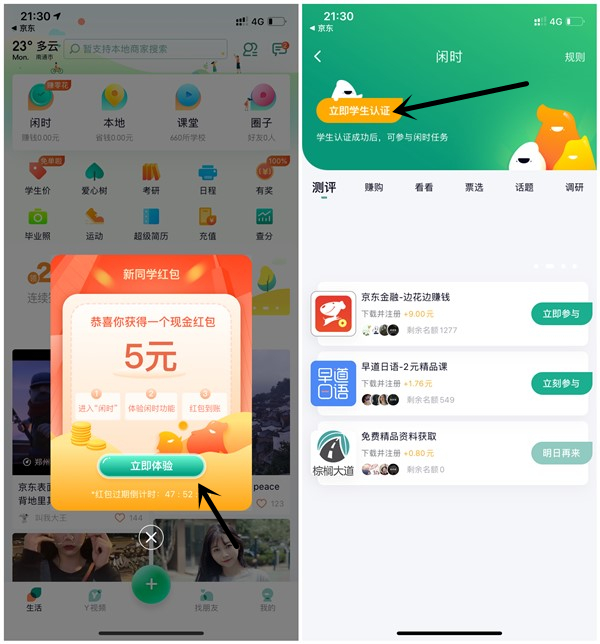 21:30
4G
京东
23° 多云
Mon. 南通市
暂支持本地商家搜索
赚零花
闲时
本地
课堂
圈子
赚钱0.00元
省钱0.00元
660所学校
好友0人
免单啦
100%
学生价
爱心树
考研
日程
有奖
毕业照
运动
超级简历
充值
查分
连续
新同学红包
恭喜你获得一个现金红包
5元
1
2
3
进入“闲时”
体验闲时功能
红包到账
立即体验
*红包过期倒计时：47 : 52
郑州
京东表
背地里
peace
叫我大王
144
123
生活
Y视频
找朋友
我的
21:30
4G
京东
闲时
规则
立即学生认证
学生认证成功后，可参与闲时任务
测评
赚购
看看
票选
话题
调研
京东金融-边花边赚钱
下载并注册 +9.00元
剩余名额 1277
立即参与
早道日语
早道日语-2元精品课
下载并注册 +1.76元
剩余名额 549
立刻参与
棕榈大道
免费精品资料获取
下载并注册 +0.80元
剩余名额 0
明日再来